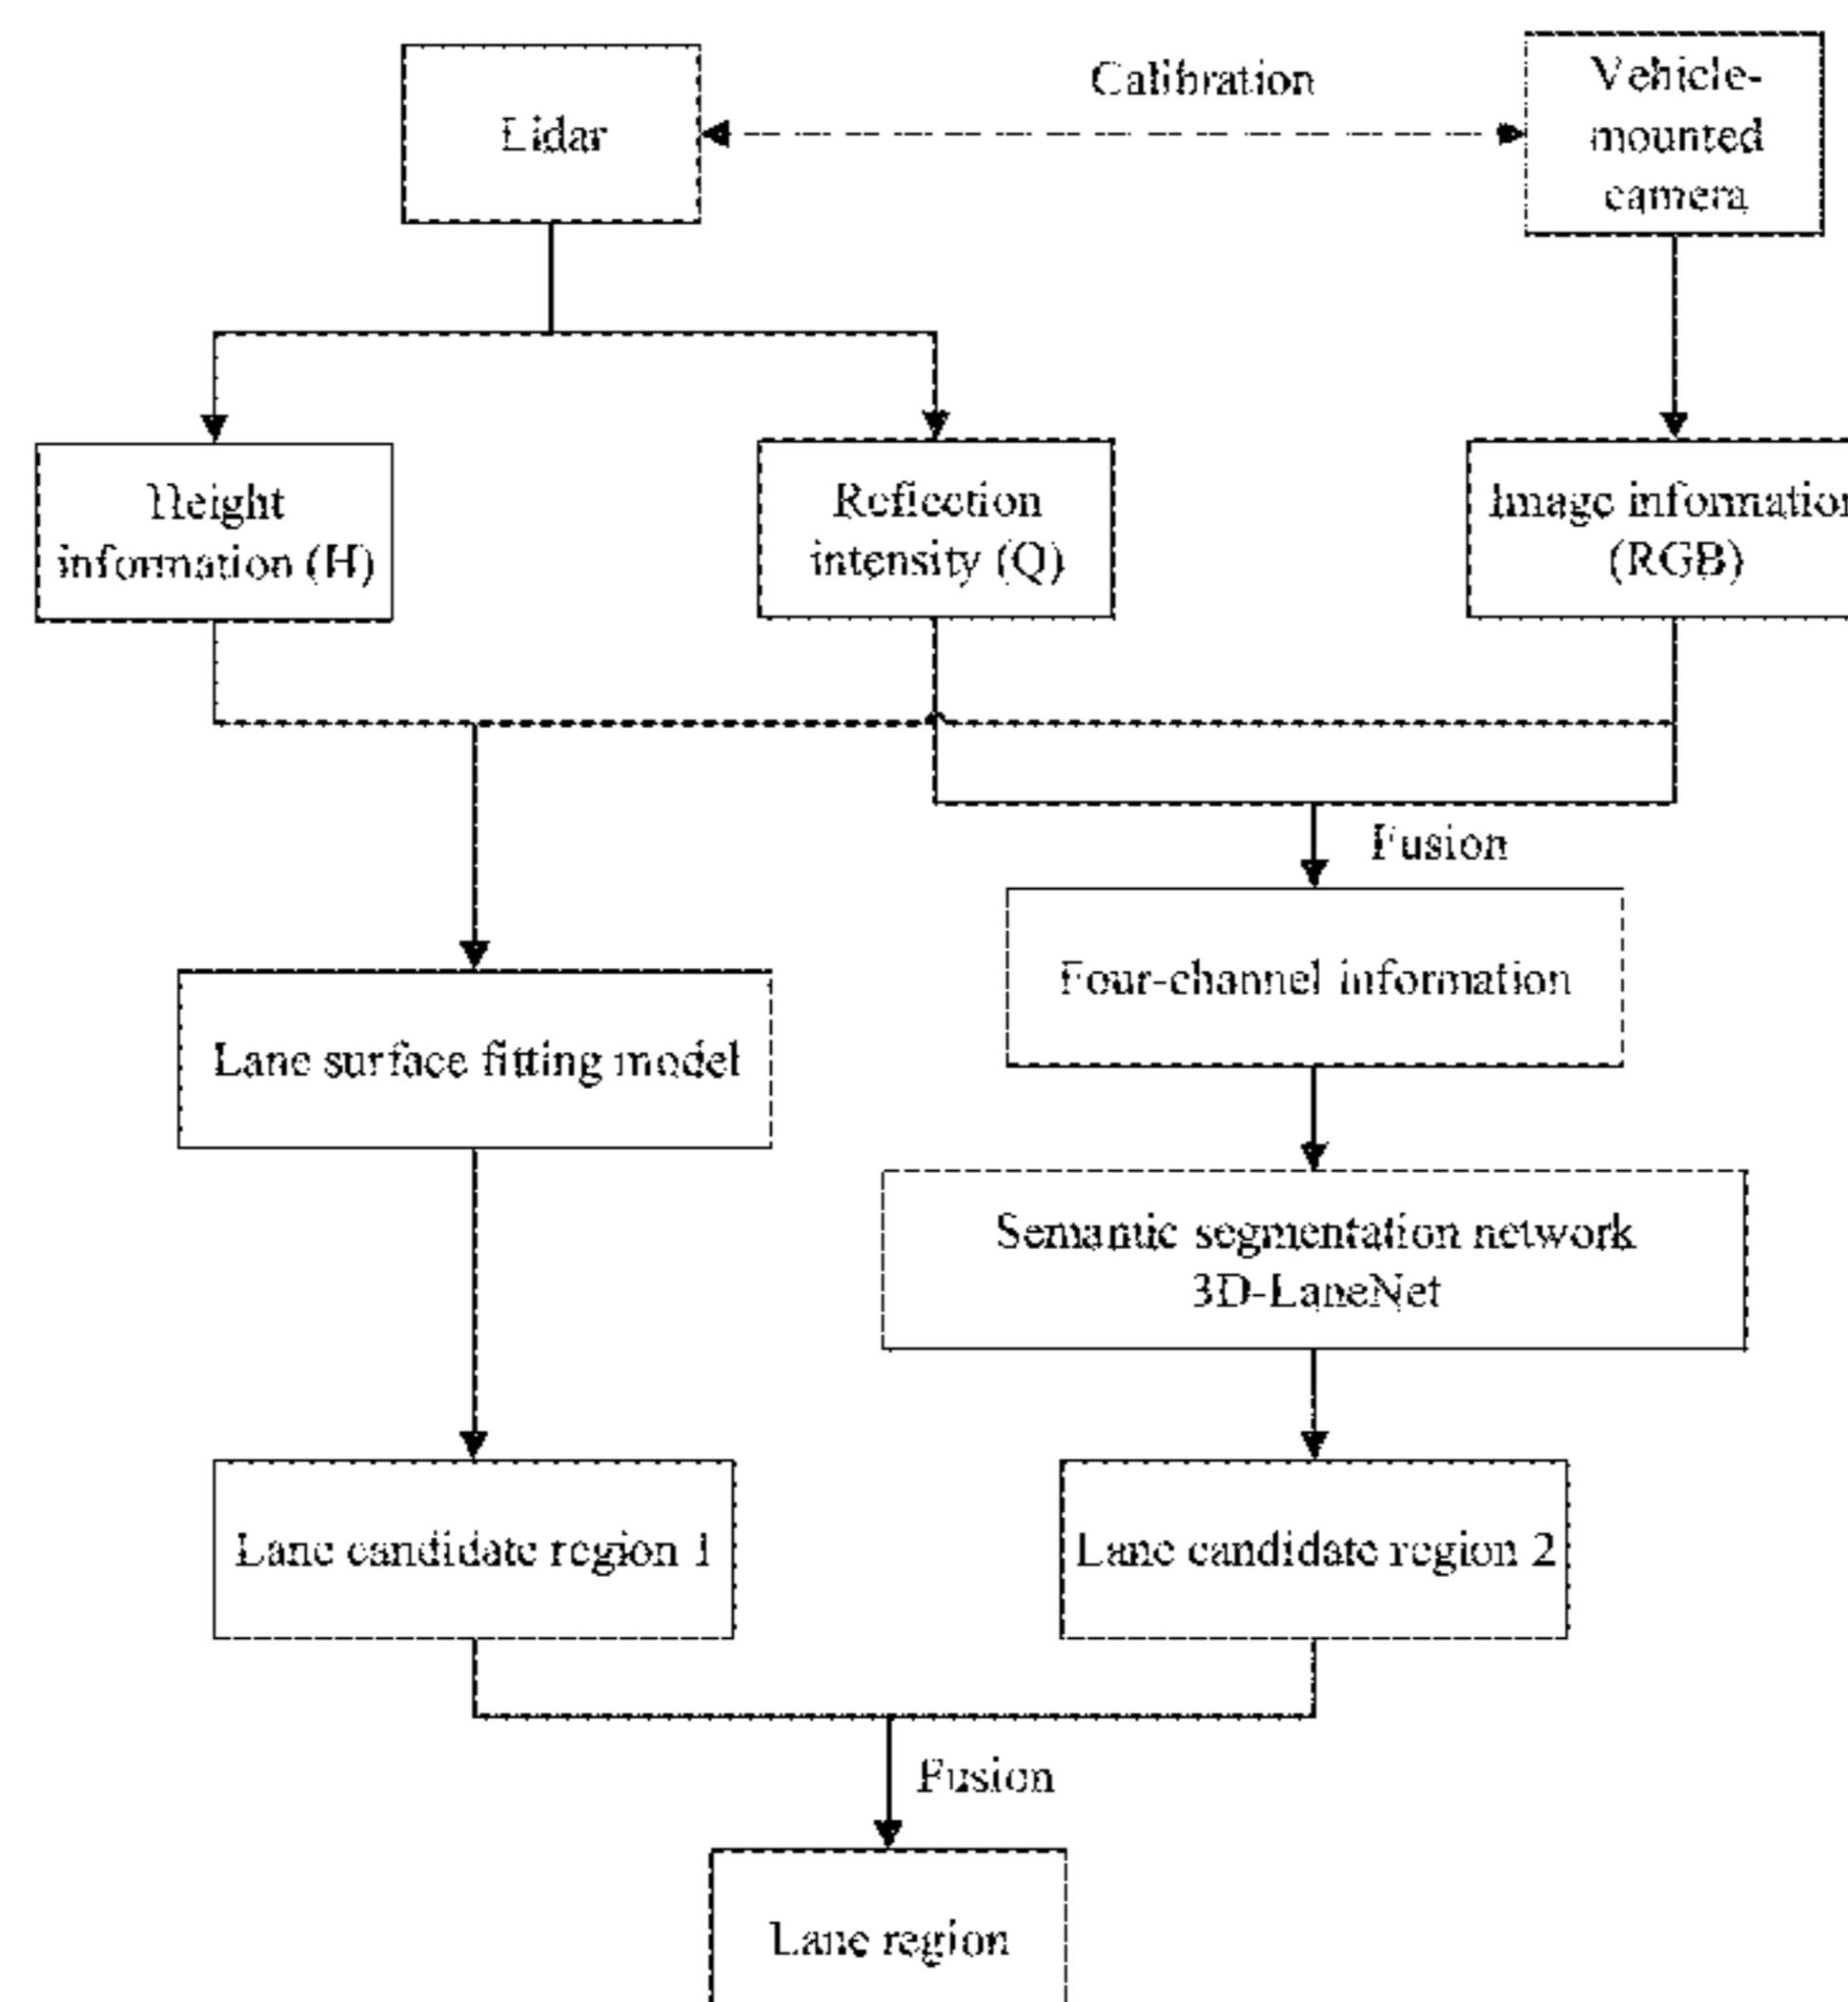 Lidar
Calibration
Vehicle-
mounted
camera
Height
information (H)
Reflection
intensity (Q)
Image information
(RGB)
Fusion
Four-channel information
Lane surface fitting model
Semantic segmentation network
3D-LaneNet
Lane candidate region 1
Lane candidate region 2
Fusion
Lane region